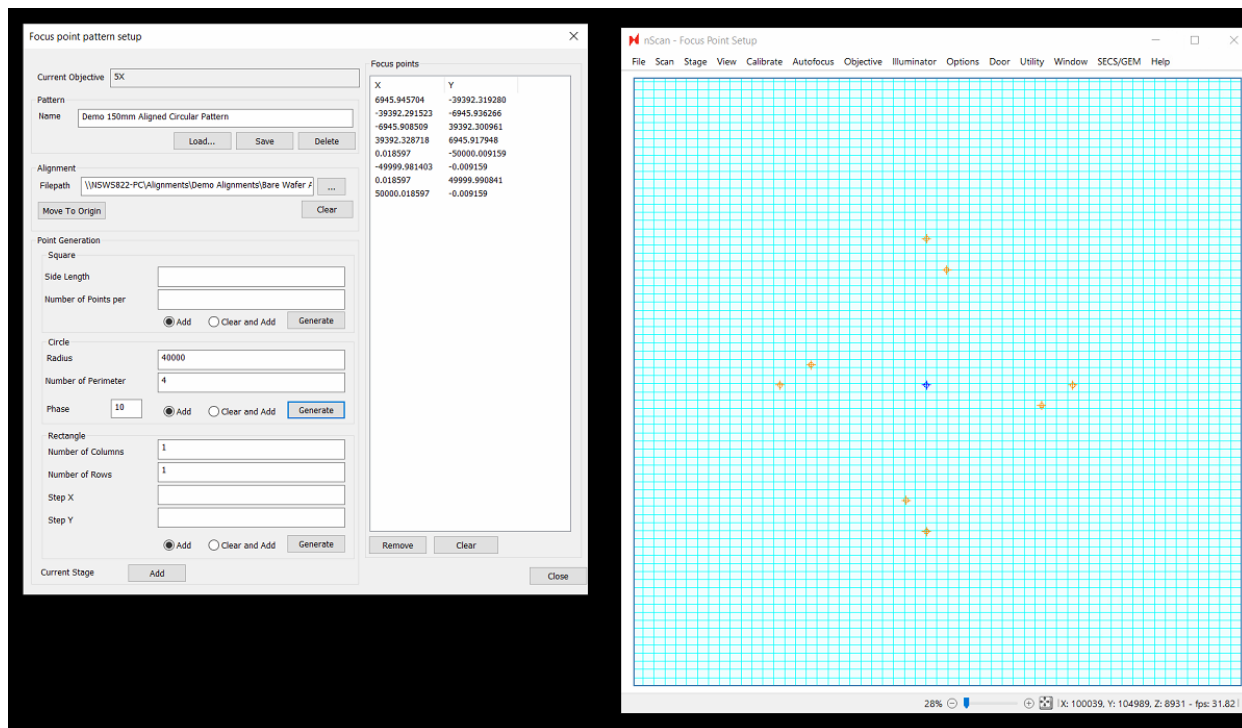 Focus point pattern setup
Current Objective 5X
Pattern
Name Demo 150mm Aligned Circular Pattern
Load... Save Delete
Alignment
Filepath \\NSWS822-PC\Alignments\Demo Alignments\Bare Wafer A ...
Move To Origin Clear
Point Generation
Square
Side Length
Number of Points per
Add Clear and Add Generate
Circle
Radius 40000
Number of Perimeter 4
Phase 10 Add Clear and Add Generate
Rectangle
Number of Columns 1
Number of Rows 1
Step X
Step Y
Add Clear and Add Generate
Current Stage Add
Focus points
X Y
6945.945704 -39392.319280
-39392.291523 -6945.936266
-6945.908509 39392.300961
39392.328718 6945.917948
0.018597 -50000.009159
-49999.981403 -0.009159
0.018597 49999.990841
50000.018597 -0.009159
Remove Clear
Close
nScan - Focus Point Setup
File Scan Stage View Calibrate Autofocus Objective Illuminator Options Door Utility Window SECS/GEM Help
28% X: 100039, Y: 104989, Z: 8931 - fps: 31.82